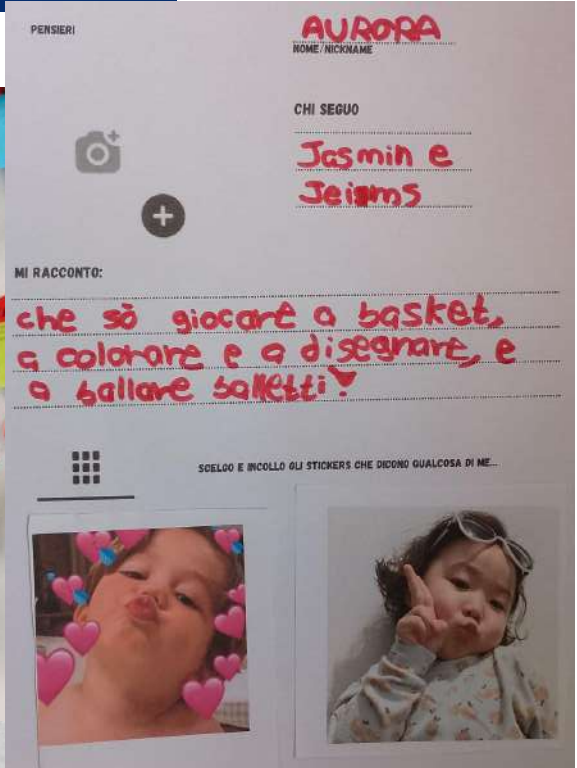 PENSIERI
AURORA
NOME/NICKNAME
CHI SEGUO
Jasmin e
Jeiams
MI RACCONTO:
che sò giocare a basket,
a colorare e a disegnare, e
a ballare balletti!
SCELGO E INCOLLO GLI STICKERS CHE DICONO QUALCOSA DI ME...